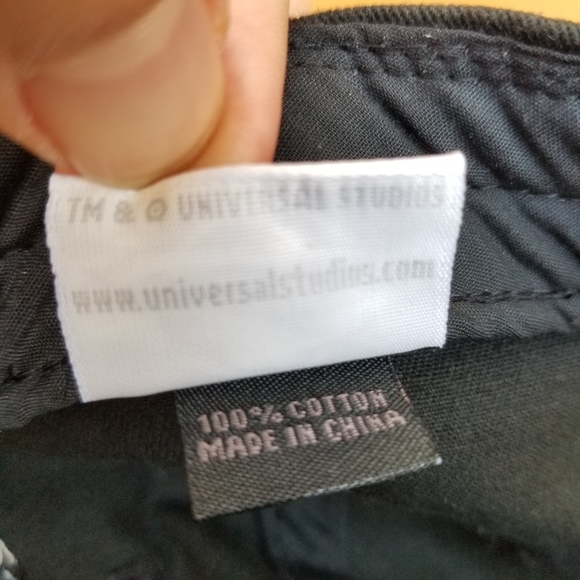 TM & © UNIVERSAL STUDIOS
www.universalstudios.com
100% COTTON
MADE IN CHINA